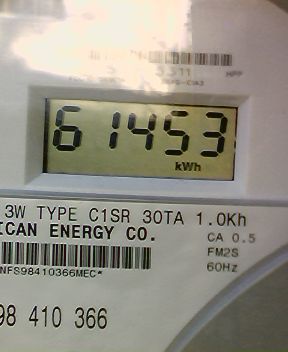 61453
kWh
3W TYPE C1SR 30TA 1.0Kh
ICAN ENERGY CO.
CA 0.5
FM2S
NFS98410366MEC*
60Hz
98 410 366